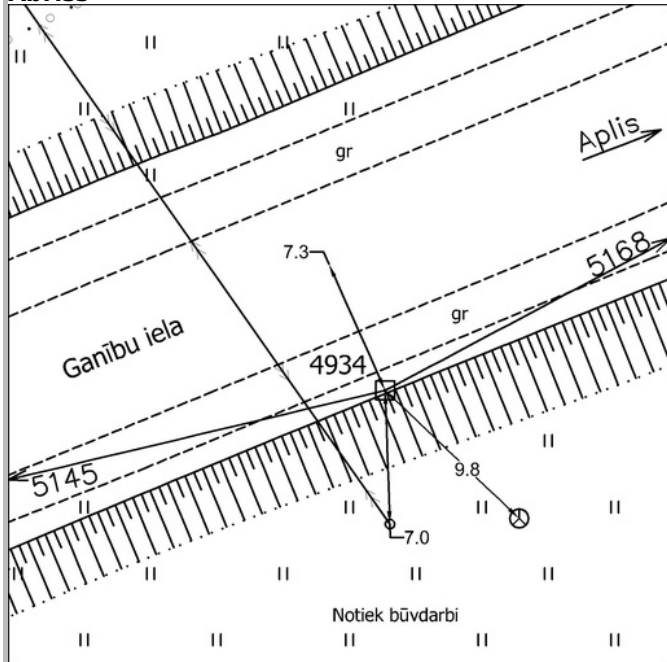 Aplis
gr
7.3
5168
gr
Ganību iela
4934
5145
9.8
7.0
Notiek būvdarbi